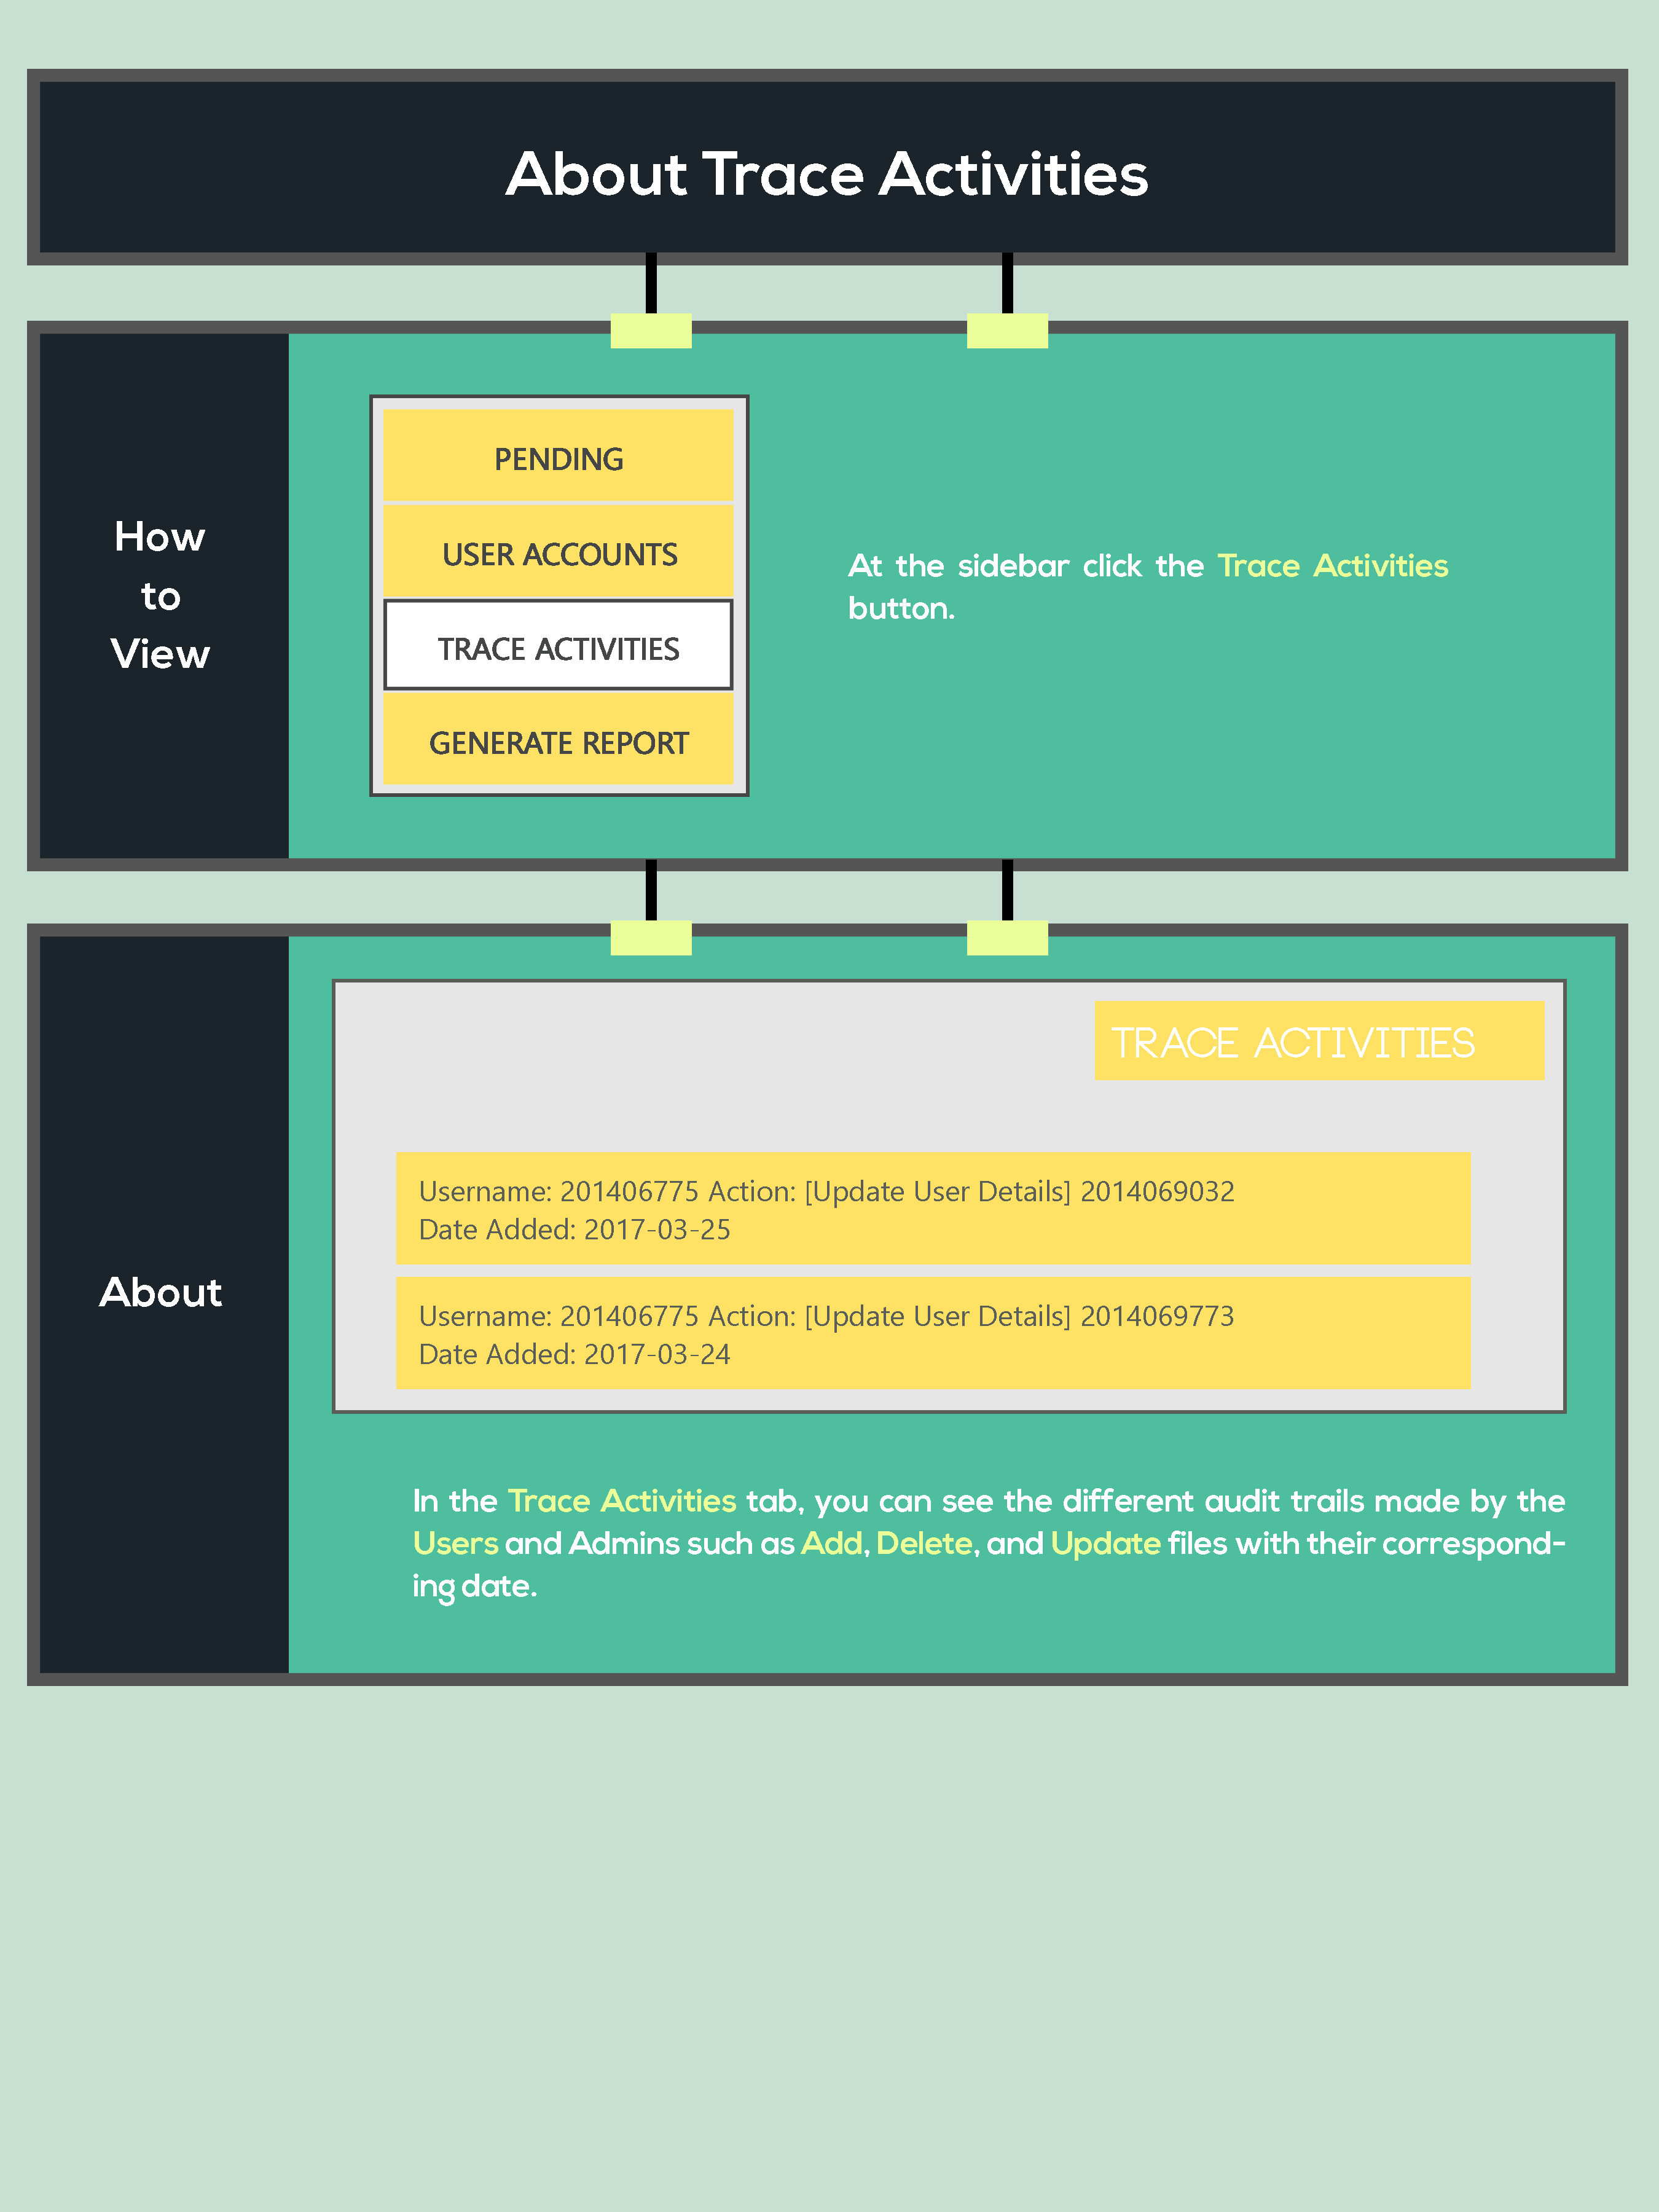 About Trace Activities
How
to
View
PENDING
USER ACCOUNTS
TRACE ACTIVITIES
GENERATE REPORT
At the sidebar click the Trace Activities
button.
About
TRACE ACTIVITIES
Username: 201406775 Action: [Update User Details] 2014069032
Date Added: 2017-03-25
Username: 201406775 Action: [Update User Details] 2014069773
Date Added: 2017-03-24
In the Trace Activities tab, you can see the different audit trails made by the
Users and Admins such as Add, Delete, and Update files with their correspond-
ing date.